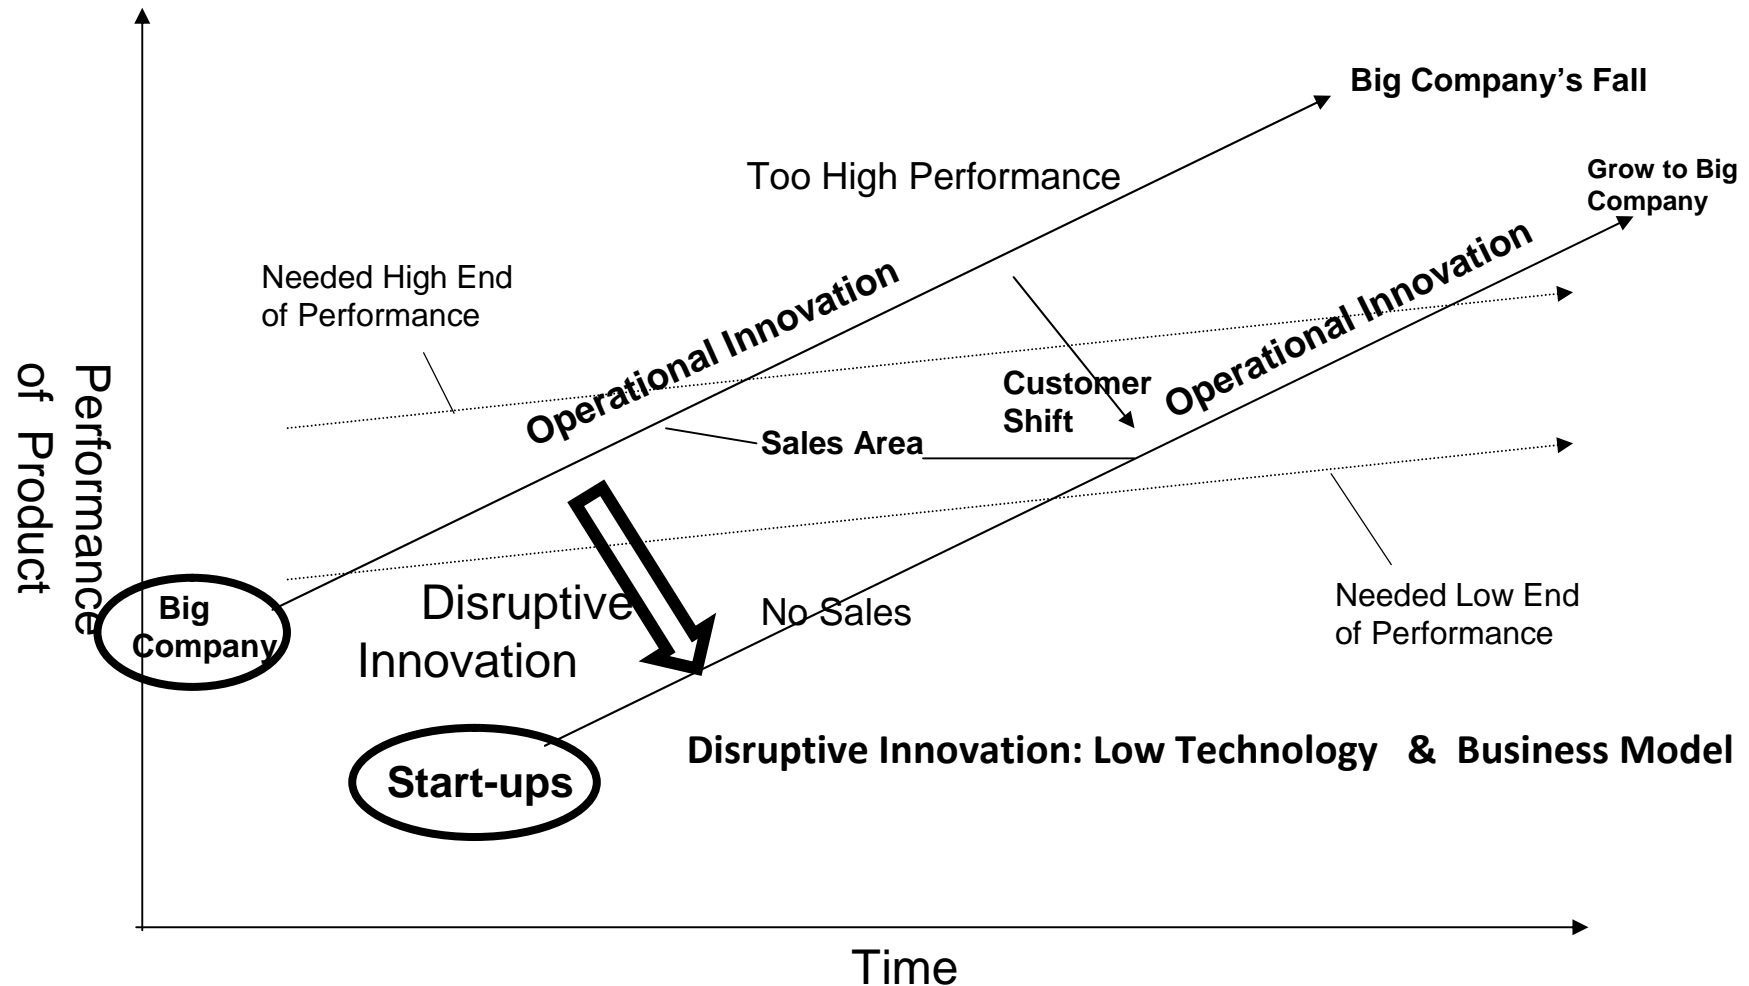 Big Company’s Fall
Too High Performance
Grow to Big
Company
Operational Innovation
Operational Innovation
Needed High End
of Performance
Customer
Shift
Sales Area
Performance
of Product
Big
Company
Disruptive
Innovation
No Sales
Needed Low End
of Performance
Start-ups
Disruptive Innovation: Low Technology & Business Model
Time